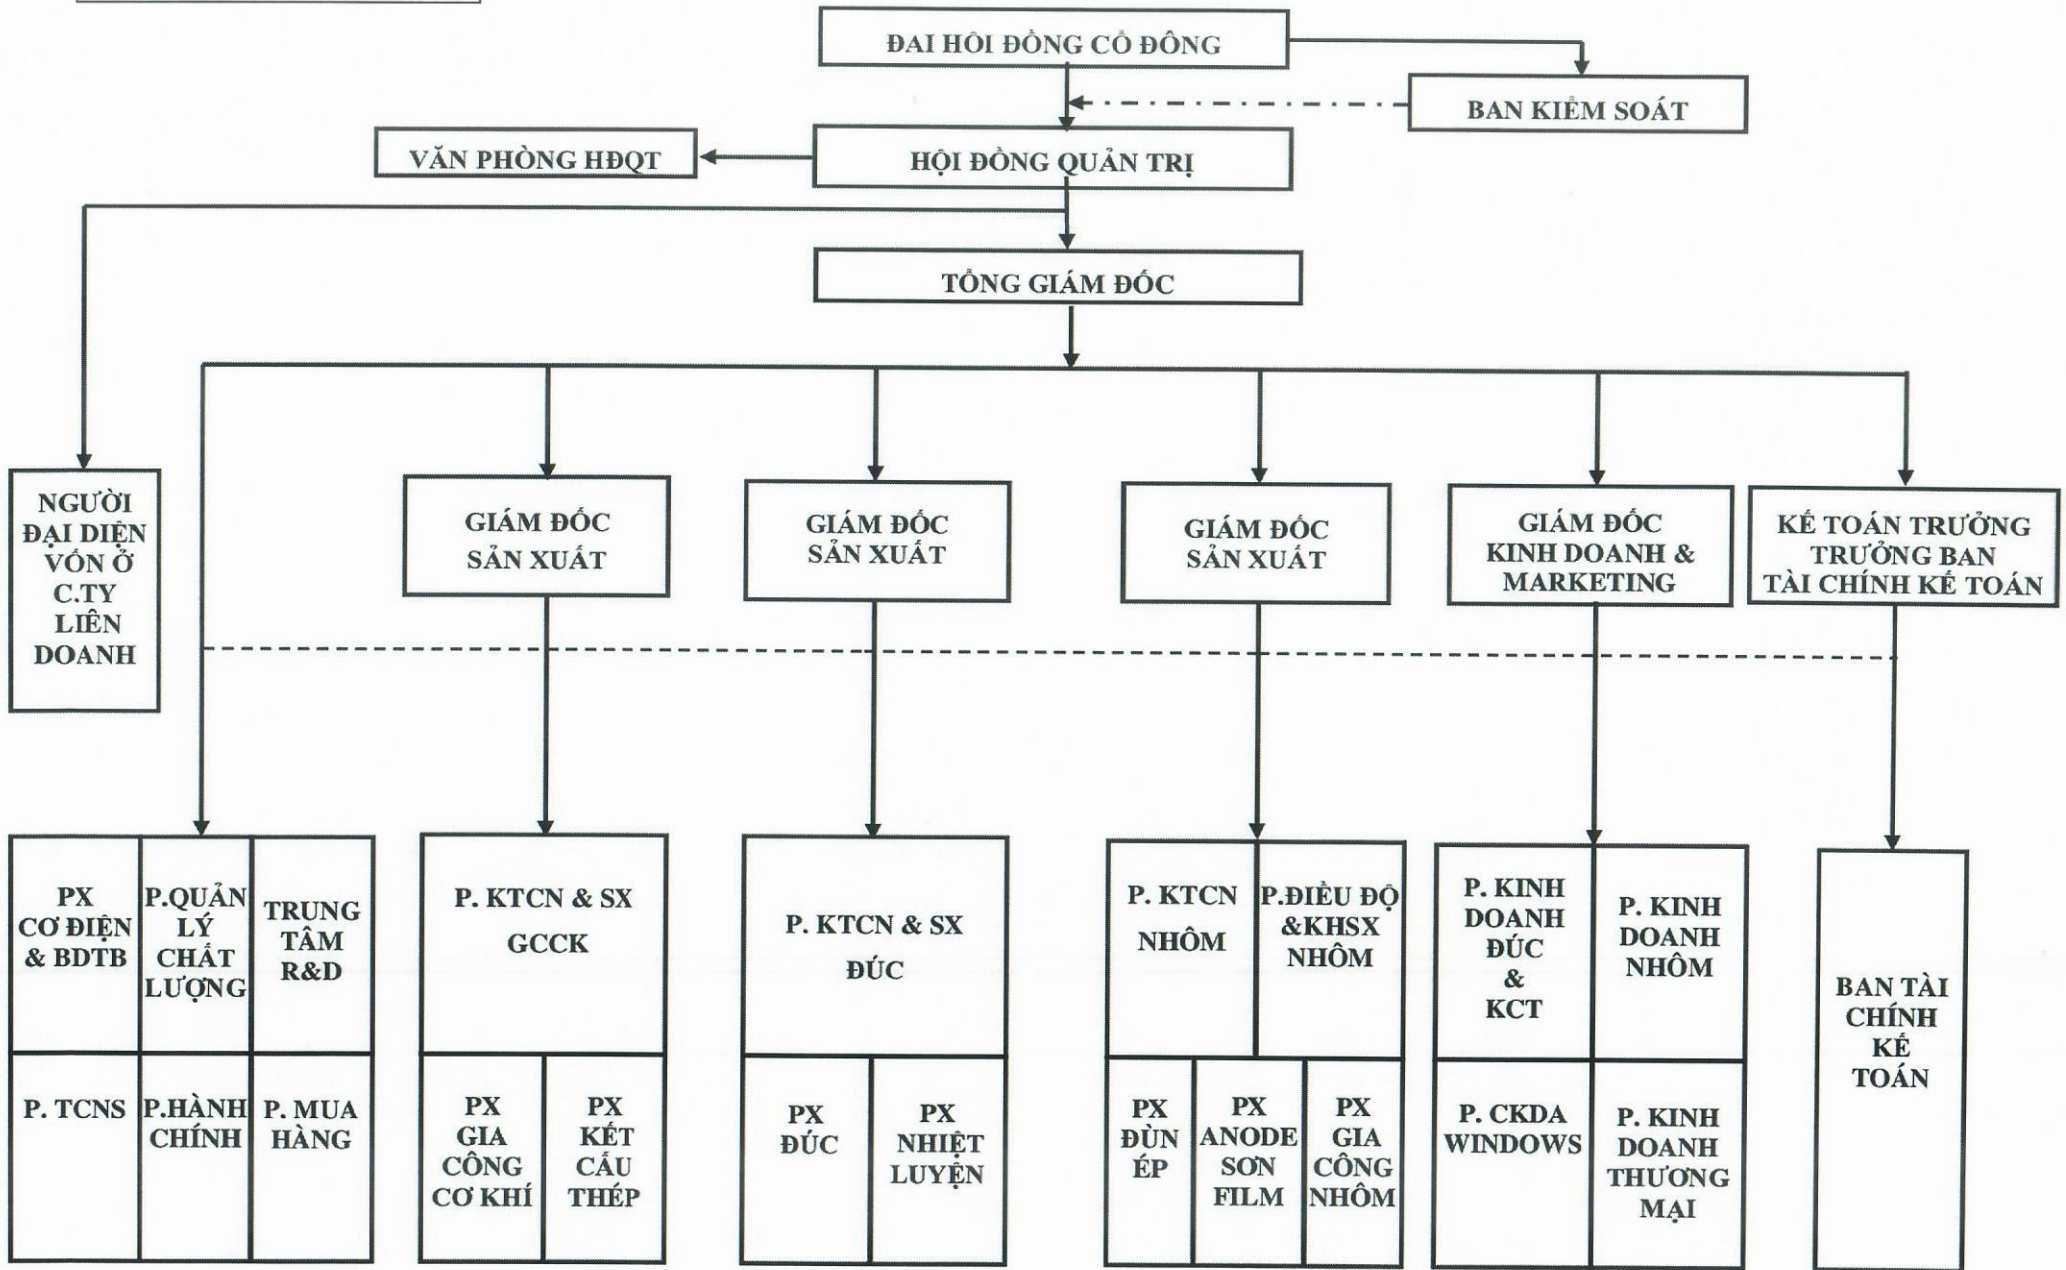 ĐAI HÔI ĐỒNG CỔ ĐÔNG
BAN KIỂM SOÁT
VĂN PHÒNG HĐQT
HỘI ĐỒNG QUẢN TRỊ
TỔNG GIÁM ĐỐC
NGƯỜI
ĐẠI DIỆN
VỐN Ở
C.TY
LIÊN
DOANH
GIÁM ĐỐC
SẢN XUẤT
GIÁM ĐỐC
SẢN XUẤT
GIÁM ĐỐC
SẢN XUẤT
GIÁM ĐỐC
KINH DOANH &
MARKETING
KẾ TOÁN TRƯỞNG
TRƯỞNG BAN
TÀI CHÍNH KẾ TOÁN
PX
CƠ ĐIỆN
& BDTB
P.QUẢN
LÝ
CHẤT
LƯỢNG
TRUNG
TÂM
R&D
P. TCNS
P.HÀNH
CHÍNH
P. MUA
HÀNG
P. KTCN & SX
GCCK
PX
GIA
CÔNG
CƠ KHÍ
PX
KẾT
CẤU
THÉP
P. KTCN & SX
ĐÚC
PX
ĐÚC
PX
NHIỆT
LUYỆN
P. KTCN
NHÔM
P.ĐIỀU ĐỘ
&KHSX
NHÔM
PX
ĐÙN
ÉP
PX
ANODE
SƠN
FILM
PX
GIA
CÔNG
NHÔM
P. KINH
DOANH
ĐÚC
&
KCT
P. KINH
DOANH
NHÔM
P. CKDA
WINDOWS
P. KINH
DOANH
THƯƠNG
MẠI
BAN TÀI
CHÍNH
KẾ
TOÁN